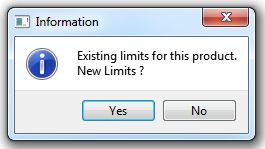 Information
Existing limits for this product.
New Limits ?
Yes
No